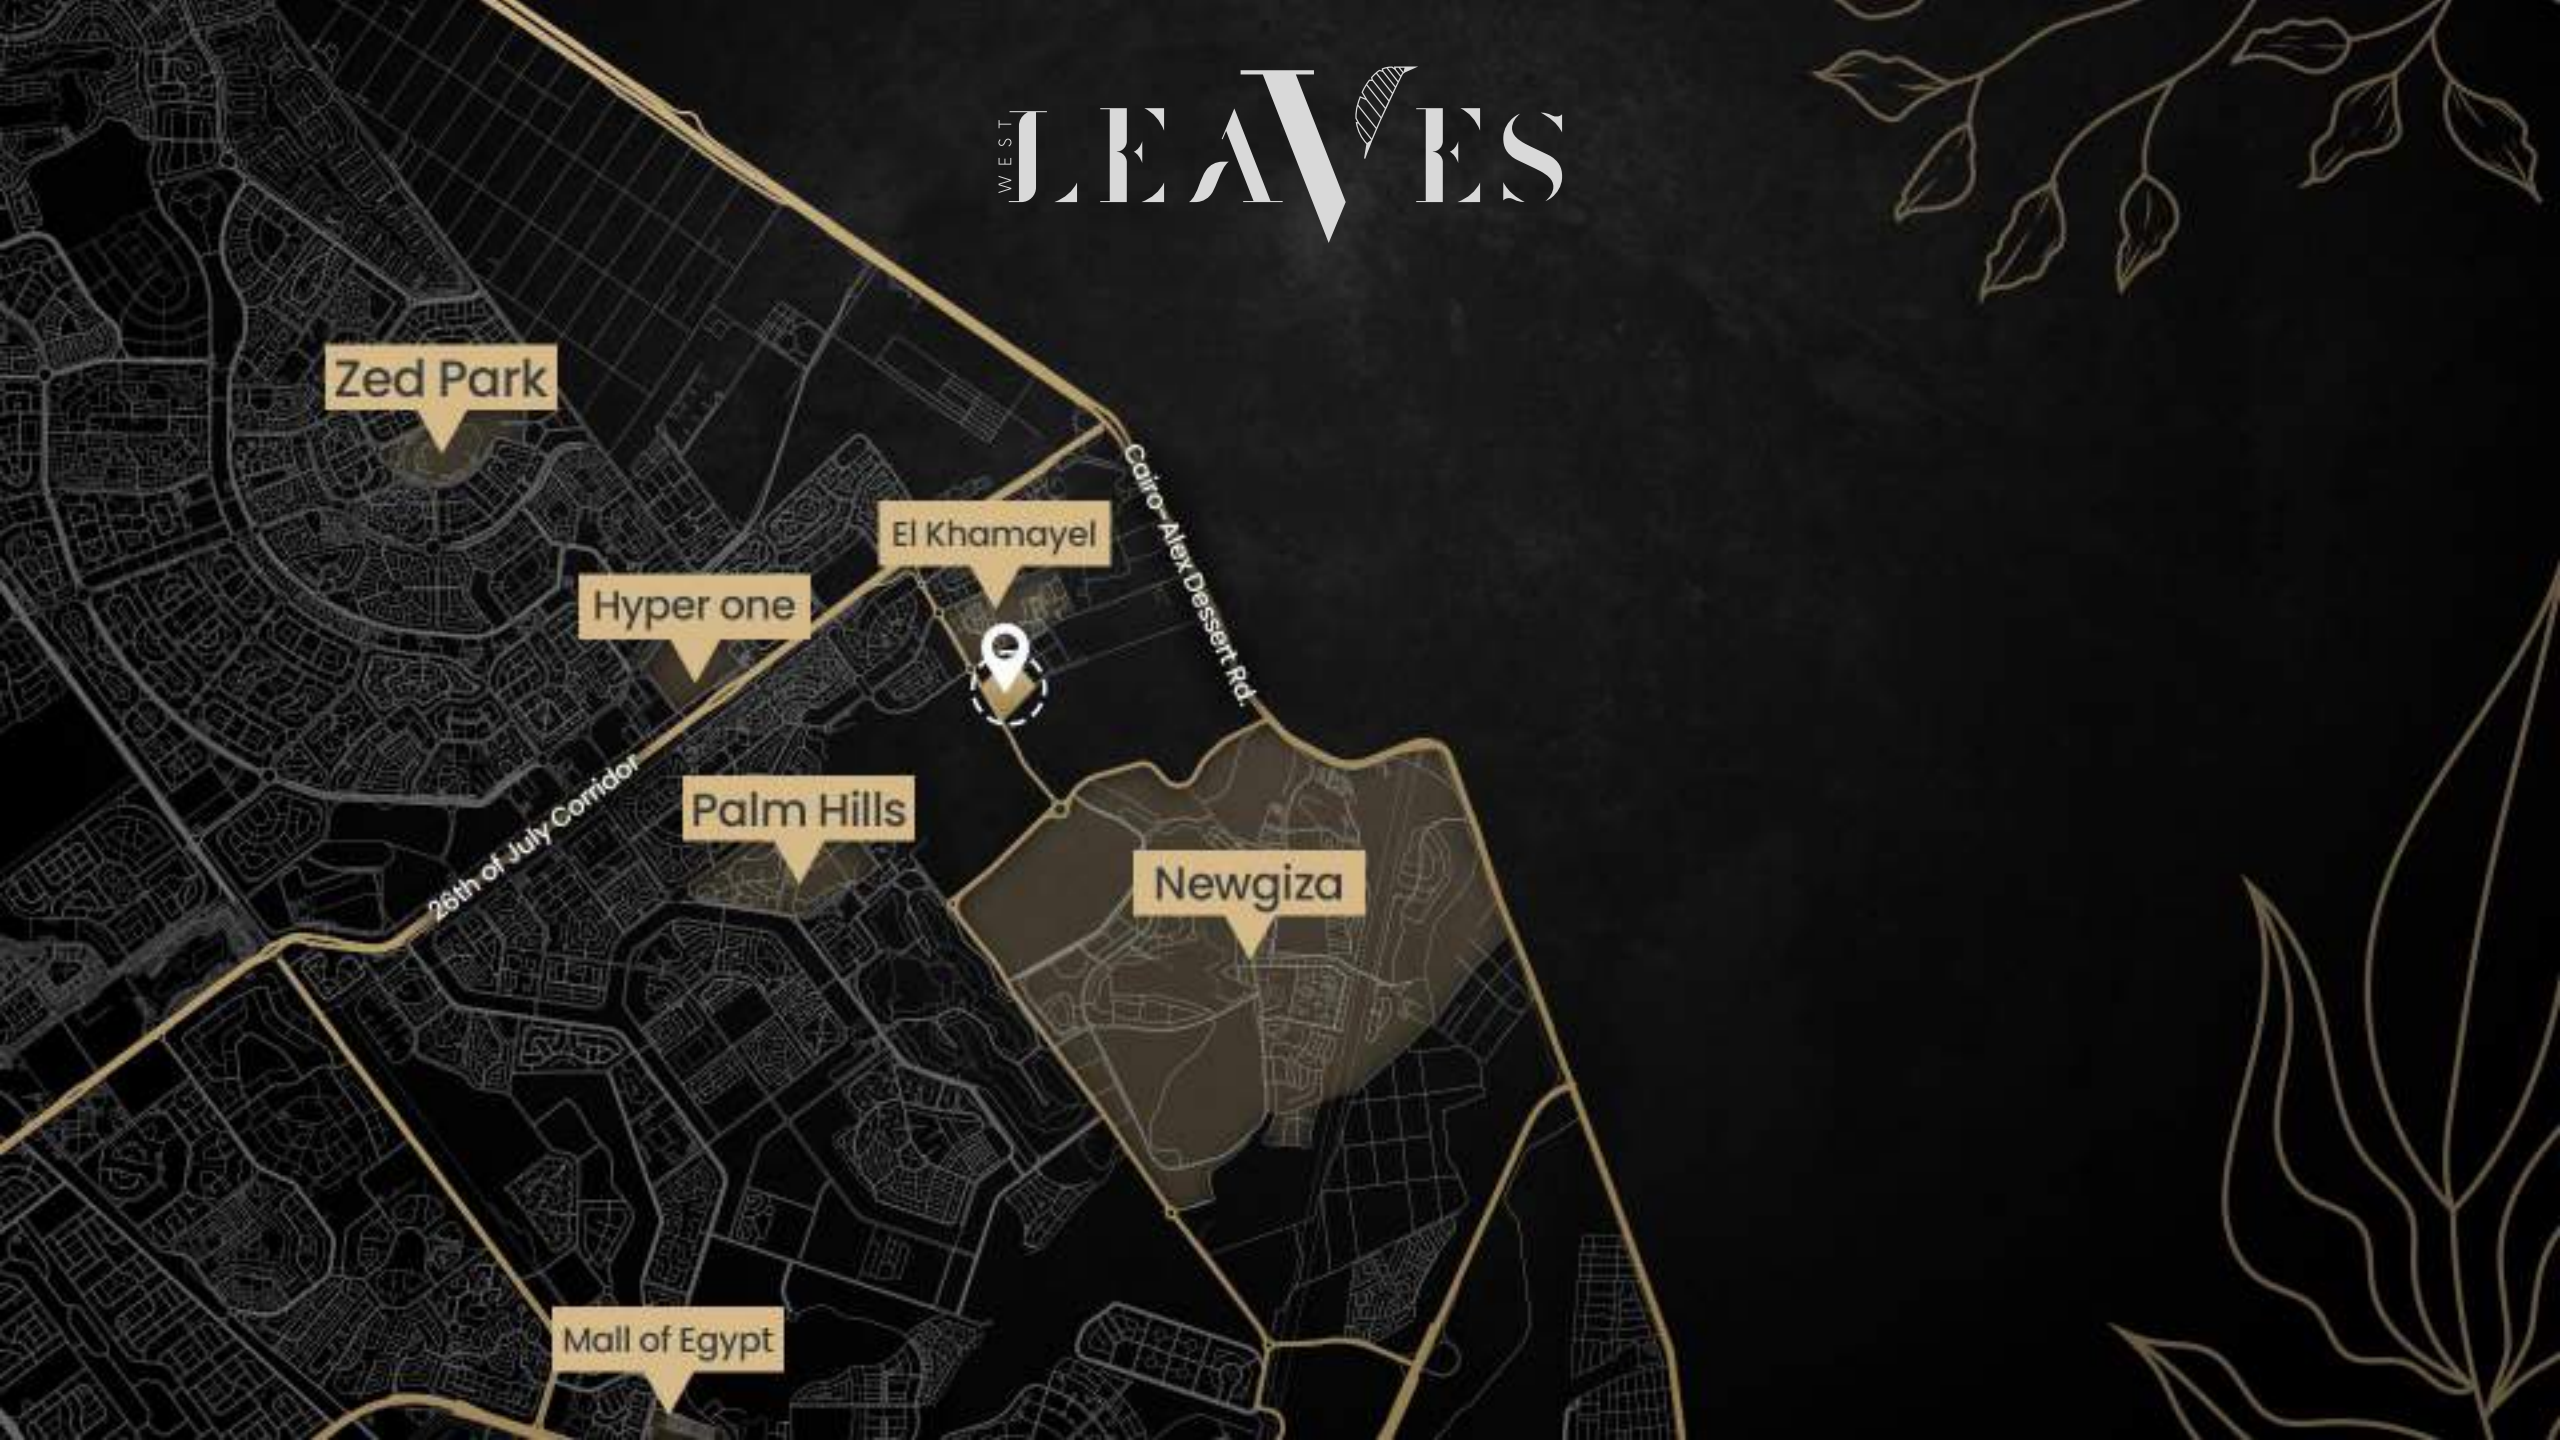 WEST
LEAVES
Zed Park
Cairo-Alex Dessert Rd.
El Khamayel
Hyper one
26th of July Corridor
Palm Hills
Newgiza
Mall of Egypt